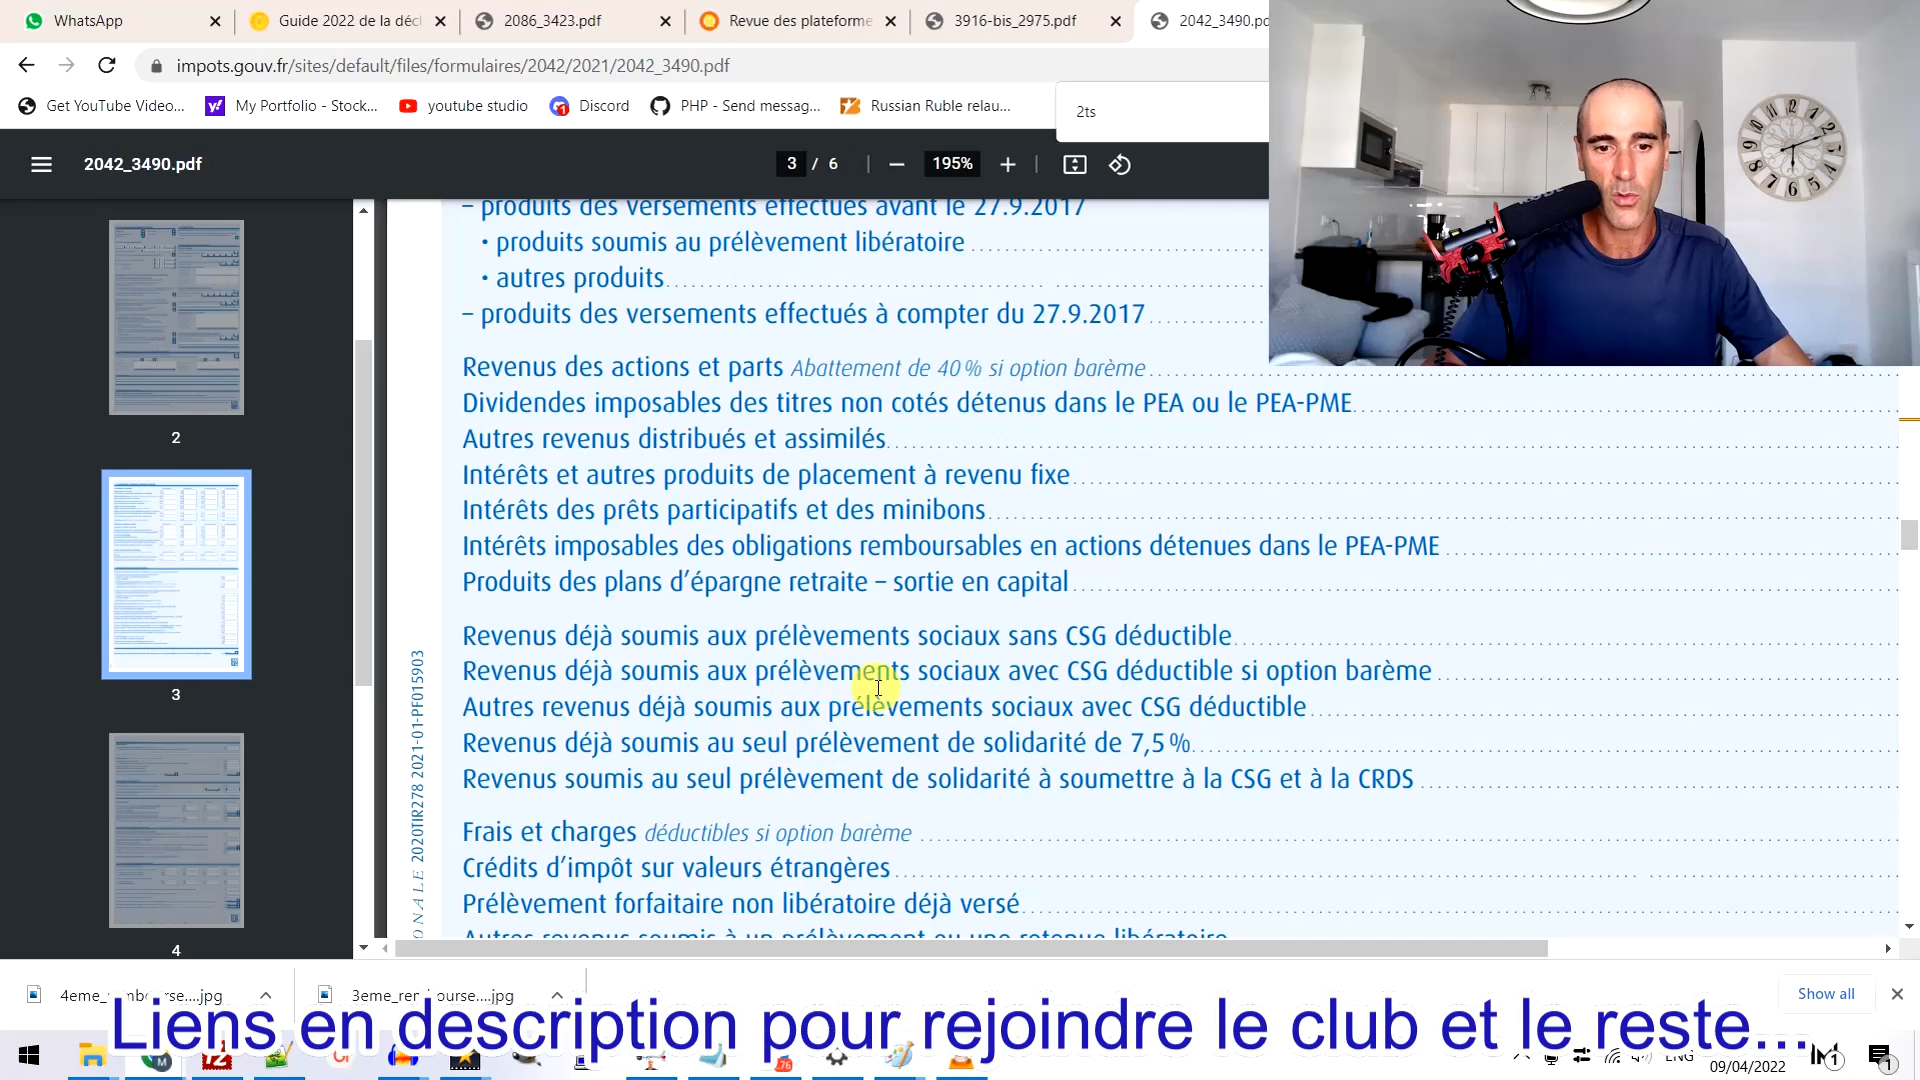 WhatsApp
Guide 2022 de la décl
2086_3423.pdf
Revue des plateforme
3916-bis_2975.pdf
2042_3490.pd
impots.gouv.fr/sites/default/files/formulaires/2042/2021/2042_3490.pdf
Get YouTube Video...
My Portfolio - Stock...
youtube studio
Discord
PHP - Send messag...
Russian Ruble relau...
2ts
2042_3490.pdf
3 / 6
195%
2
3
4
– produits des versements effectués avant le 27.9.2017
• produits soumis au prélèvement libératoire
• autres produits
– produits des versements effectués à compter du 27.9.2017
Revenus des actions et parts Abattement de 40 % si option barème
Dividendes imposables des titres non cotés détenus dans le PEA ou le PEA-PME
Autres revenus distribués et assimilés
Intérêts et autres produits de placement à revenu fixe
Intérêts des prêts participatifs et des minibons
Intérêts imposables des obligations remboursables en actions détenues dans le PEA-PME
Produits des plans d’épargne retraite – sortie en capital
Revenus déjà soumis aux prélèvements sociaux sans CSG déductible
Revenus déjà soumis aux prélèvements sociaux avec CSG déductible si option barème
Autres revenus déjà soumis aux prélèvements sociaux avec CSG déductible
Revenus déjà soumis au seul prélèvement de solidarité de 7,5 %
Revenus soumis au seul prélèvement de solidarité à soumettre à la CSG et à la CRDS
Frais et charges déductibles si option barème
Crédits d’impôt sur valeurs étrangères
Prélèvement forfaitaire non libératoire déjà versé
Autres revenus soumis à un prélèvement ou une retenue libératoire
2020TIR278 2021-01-PF015903
Show all
Liens en description pour rejoindre le club et le reste...
ENG
09/04/2022